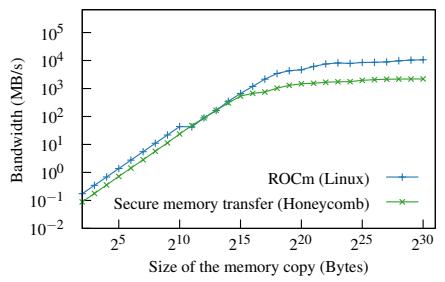 Bandwidth (MB/s)
10^5
10^4
10^3
10^2
10^1
10^0
10^−1
10^−2
ROCm (Linux)
Secure memory transfer (Honeycomb)
2^5 2^10 2^15 2^20 2^25 2^30
Size of the memory copy (Bytes)